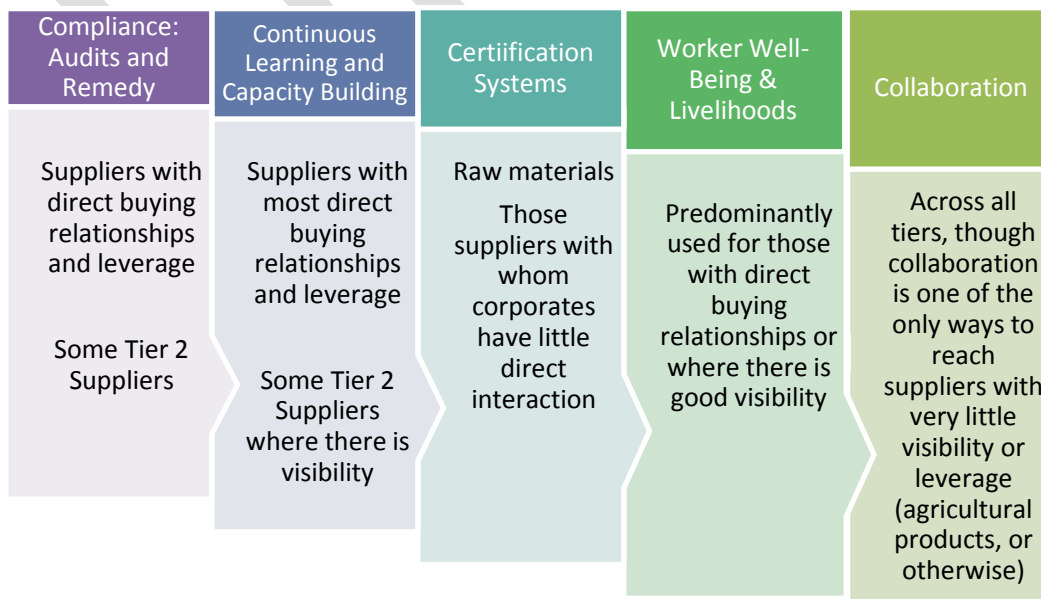 Compliance:
Audits and
Remedy
Suppliers with
direct buying
relationships
and leverage
Some Tier 2
Suppliers
Continuous
Learning and
Capacity Building
Suppliers with
most direct
buying
relationships
and leverage
Some Tier 2
Suppliers
where there is
visibility
Certiification
Systems
Raw materials
Those
suppliers with
whom
corporates
have little
direct
interaction
Worker Well-
Being &
Livelihoods
Predominantly
used for those
with direct
buying
relationships or
where there is
good visibility
Collaboration
Across all
tiers, though
collaboration
is one of the
only ways to
reach
suppliers with
very little
visibility or
leverage
(agricultural
products, or
otherwise)